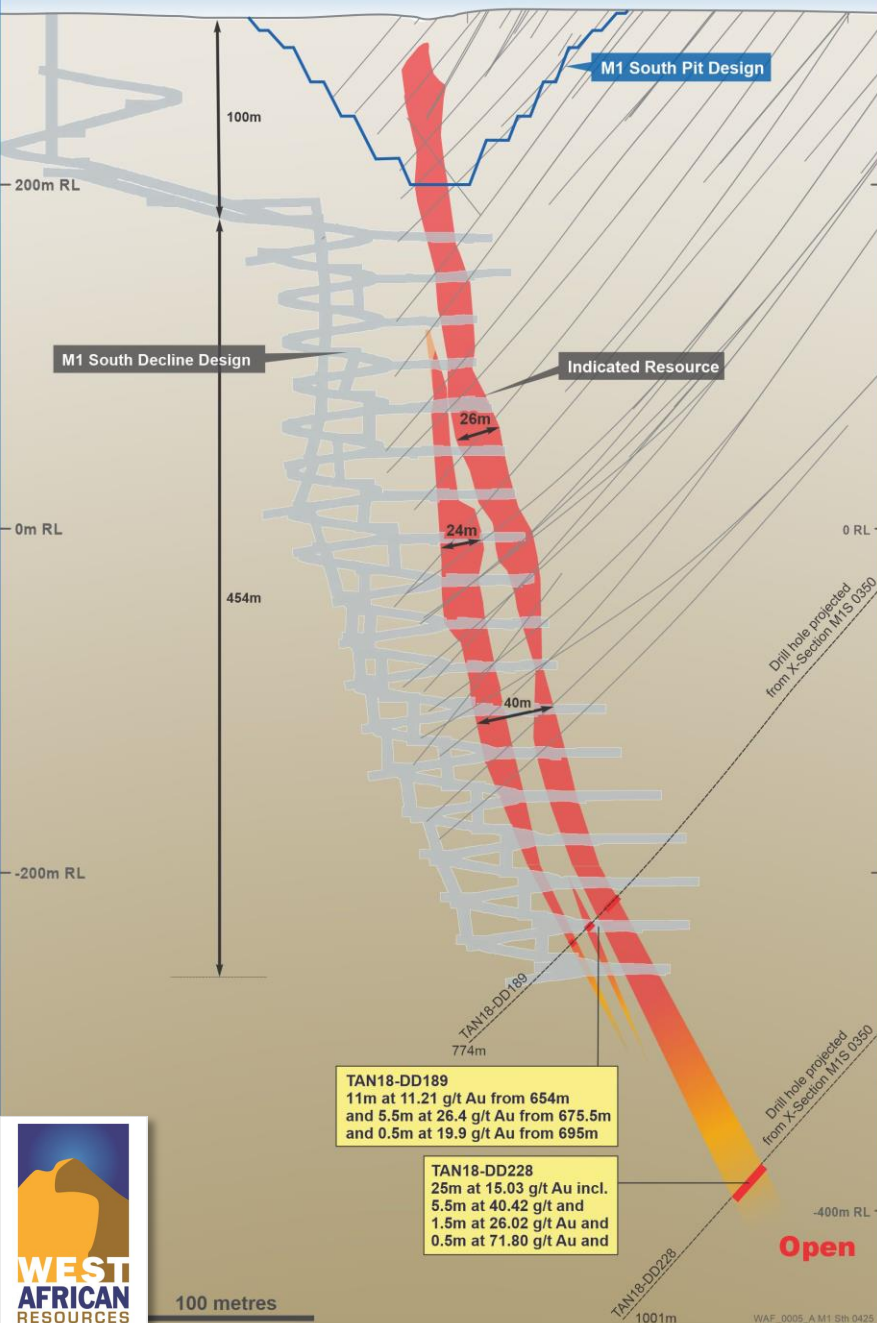 M1 South Pit Design
100m
200m RL
M1 South Decline Design
Indicated Resource
26m
0m RL
24m
0 RL
454m
Drill hole projected
from X-Section M1S 0350
40m
-200m RL
TAN18-DD189
774m
TAN18-DD189
11m at 11.21 g/t Au from 654m
and 5.5m at 26.4 g/t Au from 675.5m
and 0.5m at 19.9 g/t Au from 695m
Drill hole projected
from X-Section M1S 0350
TAN18-DD228
25m at 15.03 g/t Au incl.
5.5m at 40.42 g/t and
1.5m at 26.02 g/t Au and
0.5m at 71.80 g/t Au and
-400m RL
Open
TAN18-DD228
1001m
WEST
AFRICAN
RESOURCES
100 metres
WAF_0005_A M1 Sth 0425